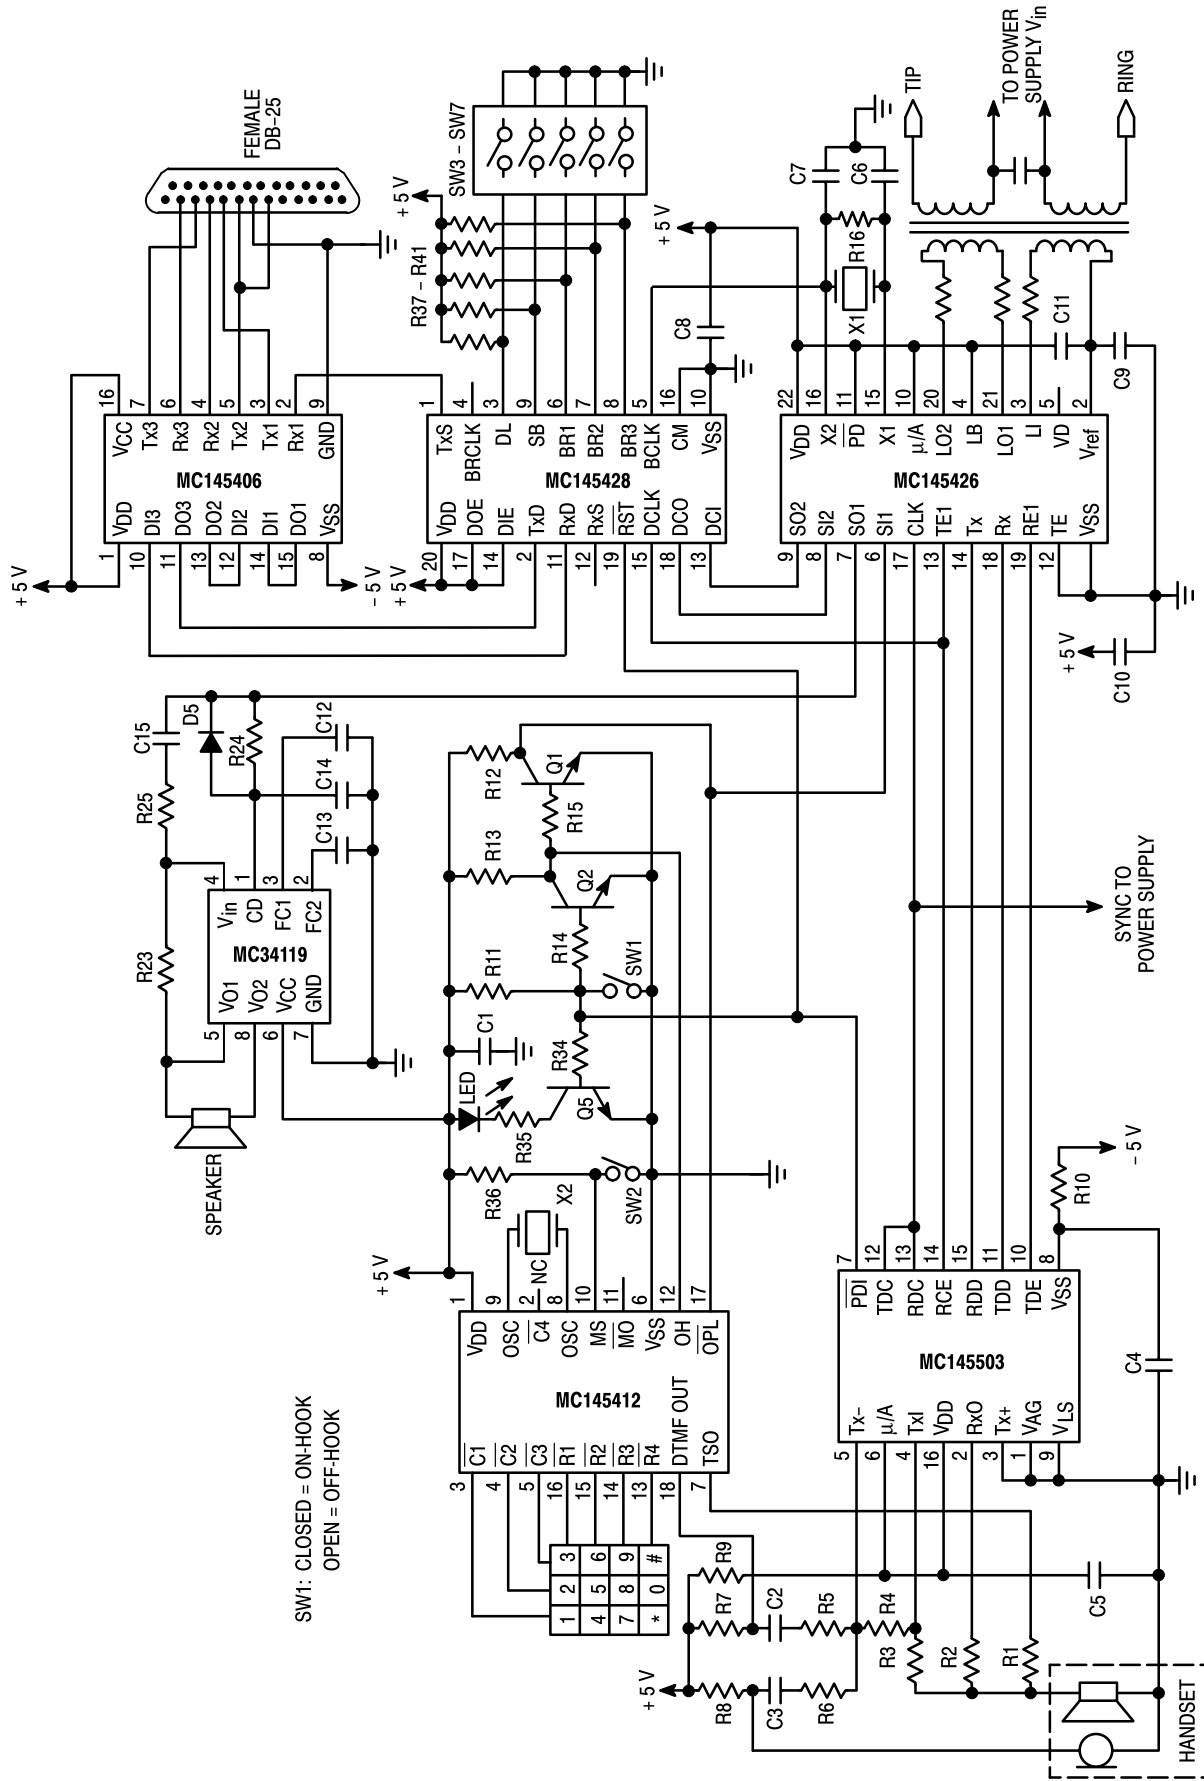 SW1: CLOSED = ON-HOOK
OPEN = OFF-HOOK
SPEAKER
R23
R25
C15
D5
R24
5
8
6
7
VO1
VO2
VCC
GND
MC34119
Vin
CD
FC1
FC2
4
1
3
2
C13
C14
C12
+ 5 V
1
10
11
13
12
14
15
8
VDD
DI3
DO3
DO2
DI2
DI1
DO1
VSS
MC145406
VCC
Tx3
Rx3
Rx2
Tx2
Tx1
Rx1
GND
16
7
6
4
5
3
2
9
– 5 V
FEMALE
DB–25
+ 5 V
20
17
14
2
11
12
19
15
18
13
VDD
DOE
DIE
TxD
RxD
RxS
RST
DCLK
DCO
DCI
MC145428
TxS
BRCLK
DL
SB
BR1
BR2
BR3
BCLK
CM
VSS
1
4
3
9
6
7
8
5
16
10
+ 5 V
R37 – R41
SW3 – SW7
C8
+ 5 V
3
4
5
16
15
14
13
18
7
C1
C2
C3
R1
R2
R3
R4
DTMF OUT
TSO
MC145412
VDD
OSC
C4
OSC
MS
MO
VSS
OH
OPL
1
9
2
8
10
11
6
12
17
+ 5 V
NC
X2
1 2 3
4 5 6
7 8 9
* 0 #
R36
SW2
LED
R35
Q5
R34
C1
R11
SW1
R14
Q2
R13
R15
Q1
R12
9
8
7
6
17
13
14
18
19
12
SO2
SI2
SO1
SI1
CLK
TE1
Tx
Rx
RE1
TE
VSS
MC145426
VDD
X2
PD
X1
μ/A
LO2
LB
LO1
LI
VD
Vref
22
16
11
15
10
20
4
21
3
5
2
X1
R16
C7
C6
C11
C9
+ 5 V
C10
TIP
TO POWER
SUPPLY Vin
RING
SYNC TO
POWER SUPPLY
+ 5 V
R8
R7
R9
C3
C2
R6
R5
R4
R3
R2
R1
C5
HANDSET
5
6
4
16
2
3
1
9
Tx–
μ/A
TxI
VDD
RxO
Tx+
VAG
VLS
MC145503
PDI
TDC
RDC
RCE
RDD
TDD
TDE
VSS
7
12
13
14
15
11
10
8
R10
– 5 V
C4